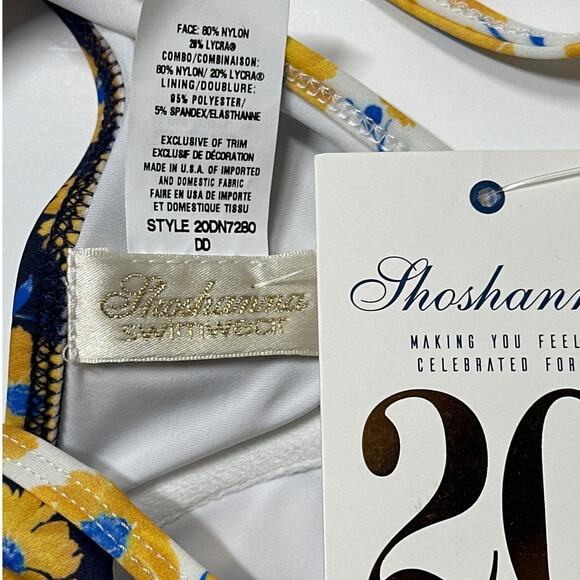 FACE: 80% NYLON
20% LYCRA®
COMBO/COMBINAISON:
80% NYLON/ 20% LYCRA®
LINING/DOUBLURE:
95% POLYESTER/
5% SPANDEX/ELASTHANNE
EXCLUSIVE OF TRIM
EXCLUSIF DE DÉCORATION
MADE IN U.S.A. OF IMPORTED
AND DOMESTIC FABRIC
FAIRE EN USA DE IMPORTE
ET DOMESTIQUE TISSU
STYLE 20DN7280
DD
Shoshanna
swimwear
Shoshann
MAKING YOU FEEL
CELEBRATED FOR
20